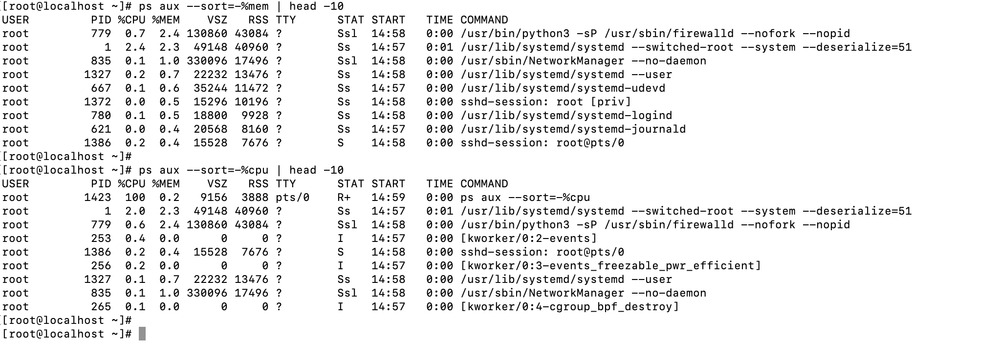 [root@localhost ~]# ps aux --sort=-%mem | head -10
USER         PID %CPU %MEM    VSZ   RSS TTY      STAT START   TIME COMMAND
root         779  0.7  2.4 130860 43084 ?        Ssl  14:58   0:00 /usr/bin/python3 -sP /usr/sbin/firewalld --nofork --nopid
root           1  2.4  2.3  49148 40960 ?        Ss   14:57   0:01 /usr/lib/systemd/systemd --switched-root --system --deserialize=51
root         835  0.1  1.0 330096 17496 ?        Ssl  14:58   0:00 /usr/sbin/NetworkManager --no-daemon
root        1327  0.2  0.7  22232 13476 ?        Ss   14:58   0:00 /usr/lib/systemd/systemd --user
root         667  0.1  0.6  35244 11472 ?        Ss   14:57   0:00 /usr/lib/systemd/systemd-udevd
root        1372  0.0  0.5  15296 10196 ?        Ss   14:58   0:00 sshd-session: root [priv]
root         780  0.1  0.5  18800  9928 ?        Ss   14:58   0:00 /usr/lib/systemd/systemd-logind
root         621  0.0  0.4  20568  8160 ?        Ss   14:57   0:00 /usr/lib/systemd/systemd-journald
root        1386  0.2  0.4  15528  7676 ?        S    14:58   0:00 sshd-session: root@pts/0
[root@localhost ~]#
[root@localhost ~]# ps aux --sort=-%cpu | head -10
USER         PID %CPU %MEM    VSZ   RSS TTY      STAT START   TIME COMMAND
root        1423  100  0.2   9156  3888 pts/0    R+   14:59   0:00 ps aux --sort=-%cpu
root           1  2.0  2.3  49148 40960 ?        Ss   14:57   0:01 /usr/lib/systemd/systemd --switched-root --system --deserialize=51
root         779  0.6  2.4 130860 43084 ?        Ssl  14:58   0:00 /usr/bin/python3 -sP /usr/sbin/firewalld --nofork --nopid
root         253  0.4  0.0      0     0 ?        I    14:57   0:00 [kworker/0:2-events]
root        1386  0.2  0.4  15528  7676 ?        S    14:58   0:00 sshd-session: root@pts/0
root         256  0.2  0.0      0     0 ?        I    14:57   0:00 [kworker/0:3-events_freezable_pwr_efficient]
root        1327  0.1  0.7  22232 13476 ?        Ss   14:58   0:00 /usr/lib/systemd/systemd --user
root         835  0.1  1.0 330096 17496 ?        Ssl  14:58   0:00 /usr/sbin/NetworkManager --no-daemon
root         265  0.1  0.0      0     0 ?        I    14:57   0:00 [kworker/0:4-cgroup_bpf_destroy]
[root@localhost ~]#
[root@localhost ~]#